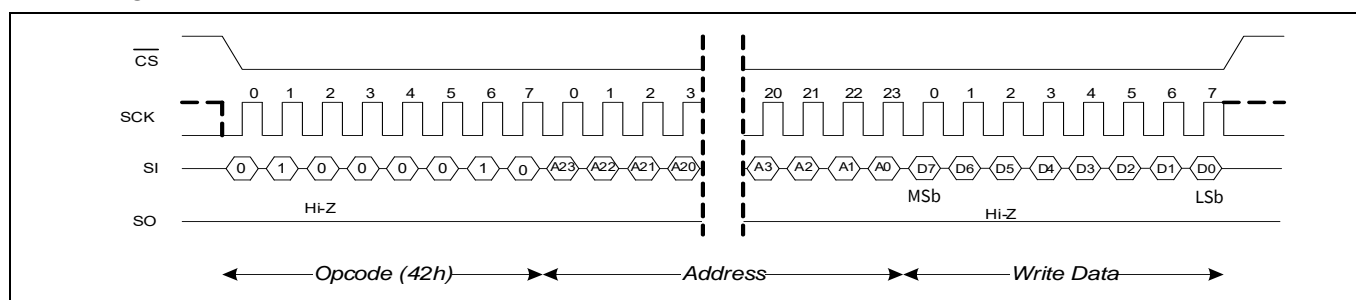 CS
0 1 2 3 4 5 6 7 0 1 2 3 20 21 22 23 0 1 2 3 4 5 6 7
SCK
SI 0 1 0 0 0 0 1 0 A23 A22 A21 A20 A3 A2 A1 A0 D7 D6 D5 D4 D3 D2 D1 D0
MSb LSb
Hi-Z Hi-Z
SO
Opcode (42h) Address Write Data